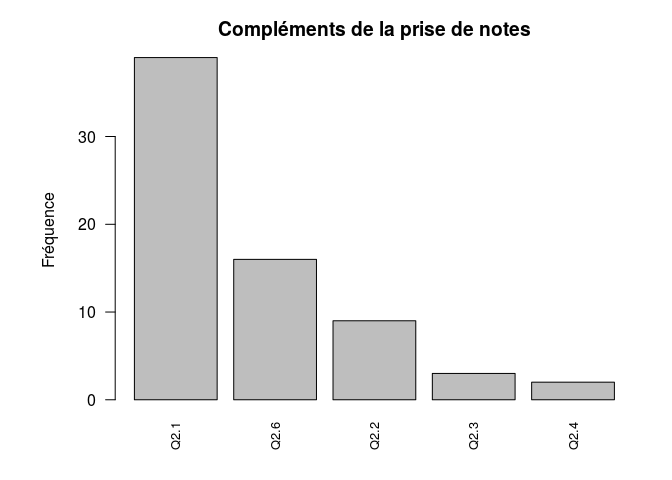 Compléments de la prise de notes
Fréquence
30
20
10
0
Q2.1
Q2.6
Q2.2
Q2.3
Q2.4